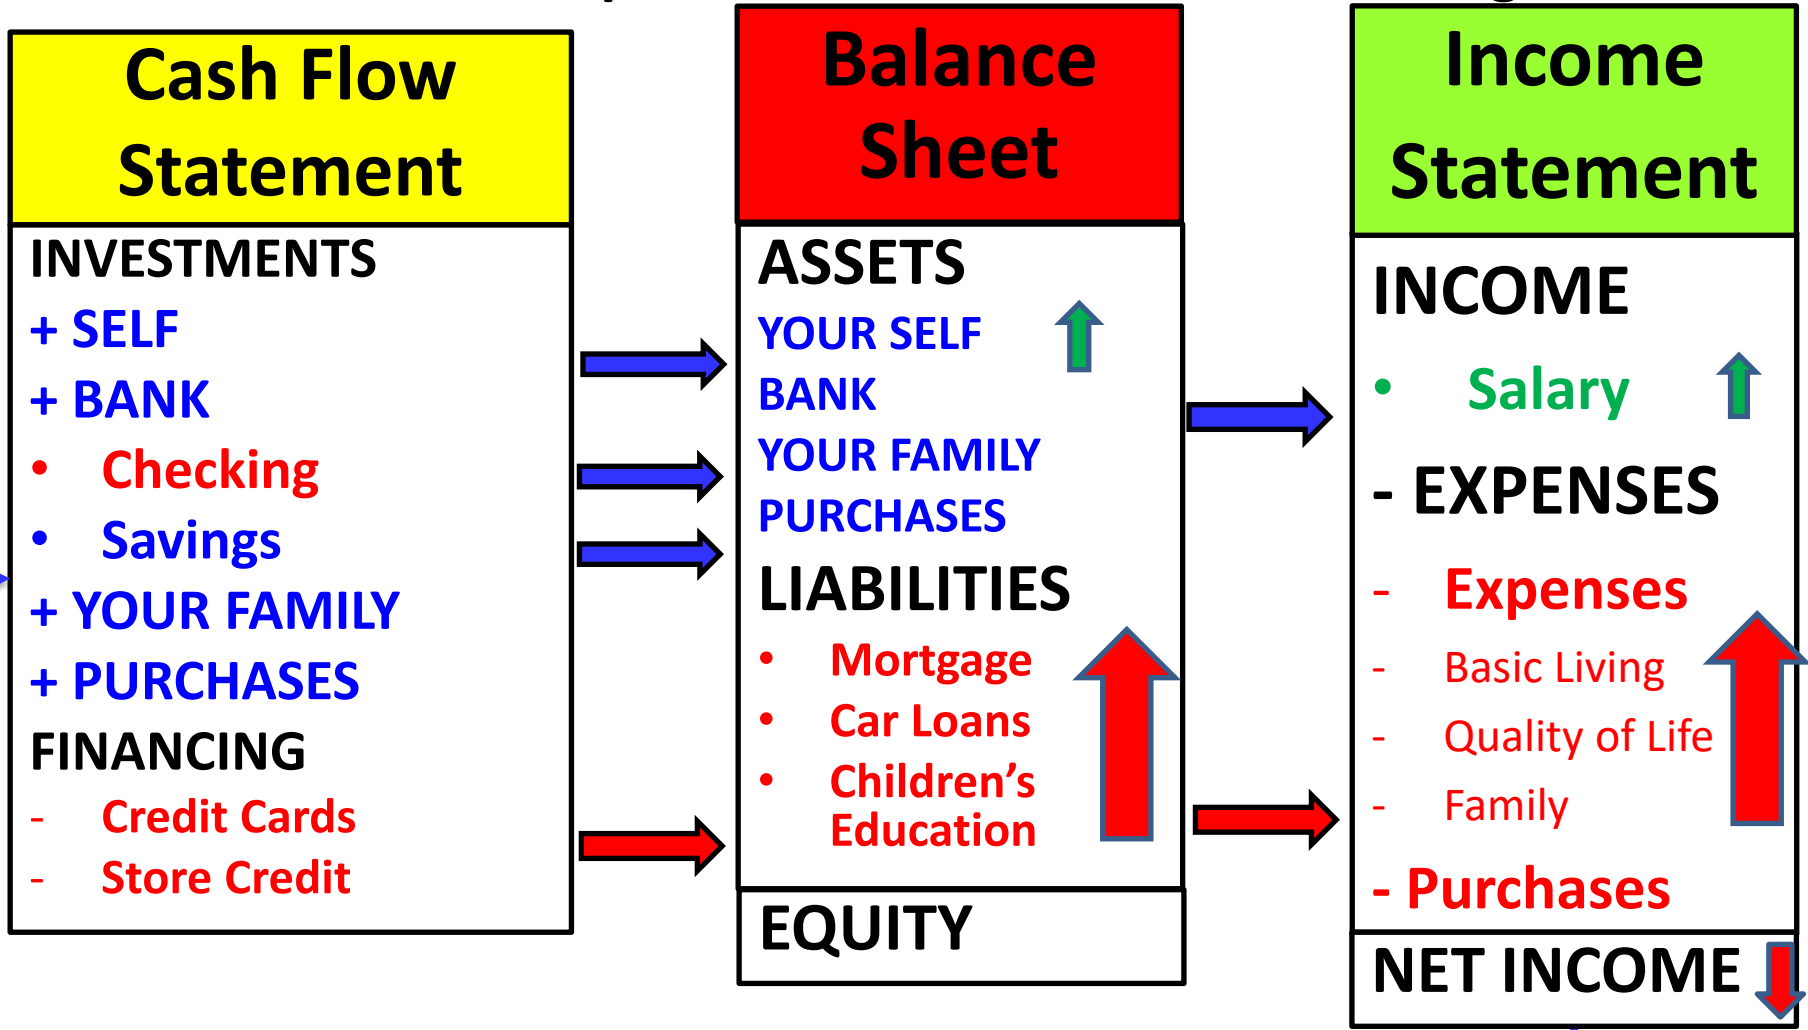 Cash Flow
Statement
INVESTMENTS
+ SELF
+ BANK
• Checking
• Savings
+ YOUR FAMILY
+ PURCHASES
FINANCING
- Credit Cards
- Store Credit
Balance
Sheet
ASSETS
YOUR SELF
BANK
YOUR FAMILY
PURCHASES
LIABILITIES
• Mortgage
• Car Loans
• Children’s
Education
EQUITY
Income
Statement
INCOME
• Salary
- EXPENSES
- Expenses
- Basic Living
- Quality of Life
- Family
- Purchases
NET INCOME